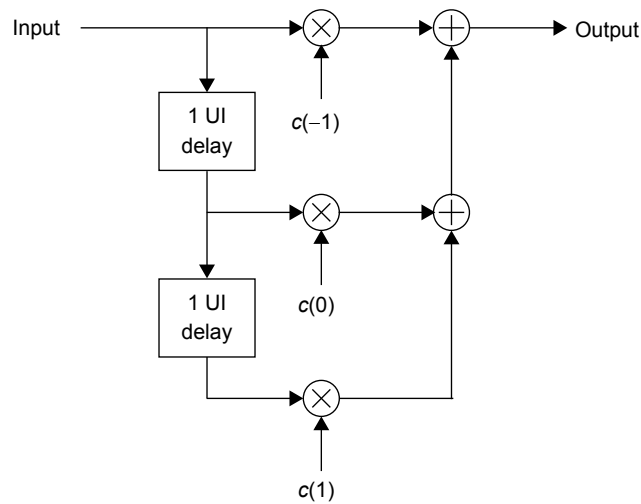 Input
Output
1 UI
delay
c(−1)
1 UI
delay
c(0)
c(1)